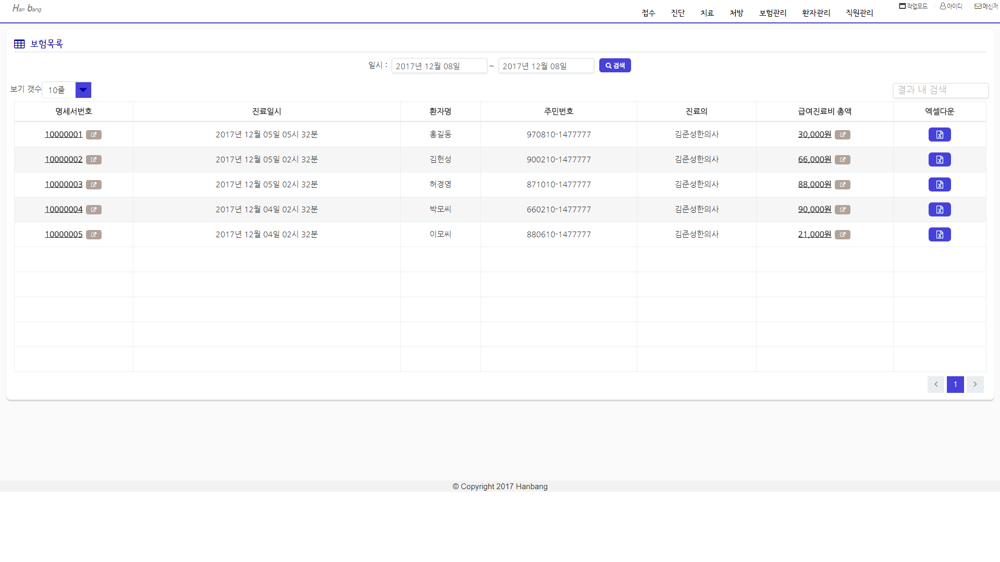 Han bang
접수 진단 치료 처방 보험관리 환자관리 직원관리
작업모드 아이디 메신저
보험목록
일시 : 2017년 12월 08일 ~ 2017년 12월 08일 검색
보기 갯수 10줄 결과 내 검색
명세서번호 진료일시 환자명 주민번호 진료의 급여진료비 총액 엑셀다운
10000001 2017년 12월 05일 05시 32분 홍길동 970810-1477777 김준성한의사 30,000원
10000002 2017년 12월 05일 02시 32분 김헌성 900210-1477777 김준성한의사 66,000원
10000003 2017년 12월 05일 02시 32분 허경영 871010-1477777 김준성한의사 88,000원
10000004 2017년 12월 04일 02시 32분 박모씨 660210-1477777 김준성한의사 90,000원
10000005 2017년 12월 04일 02시 32분 이모씨 880610-1477777 김준성한의사 21,000원
1
© Copyright 2017 Hanbang